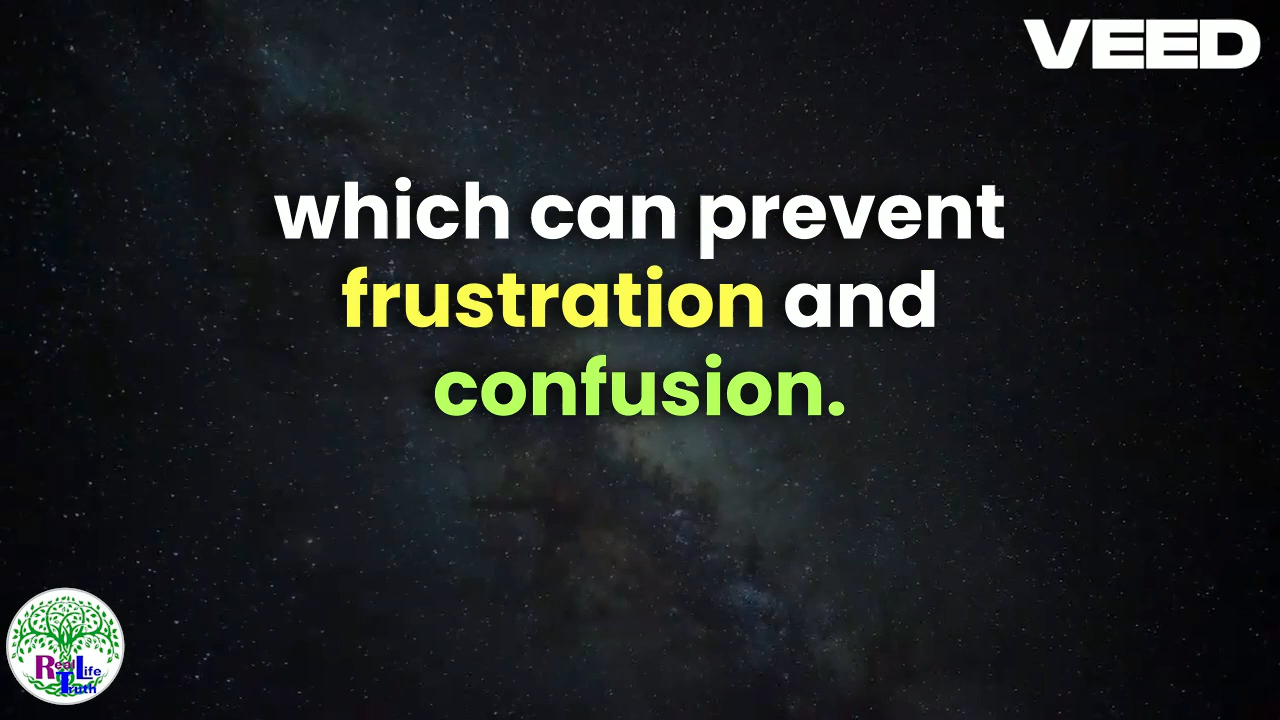 VEED
which can prevent
frustration and
confusion.
Real Life
Truth